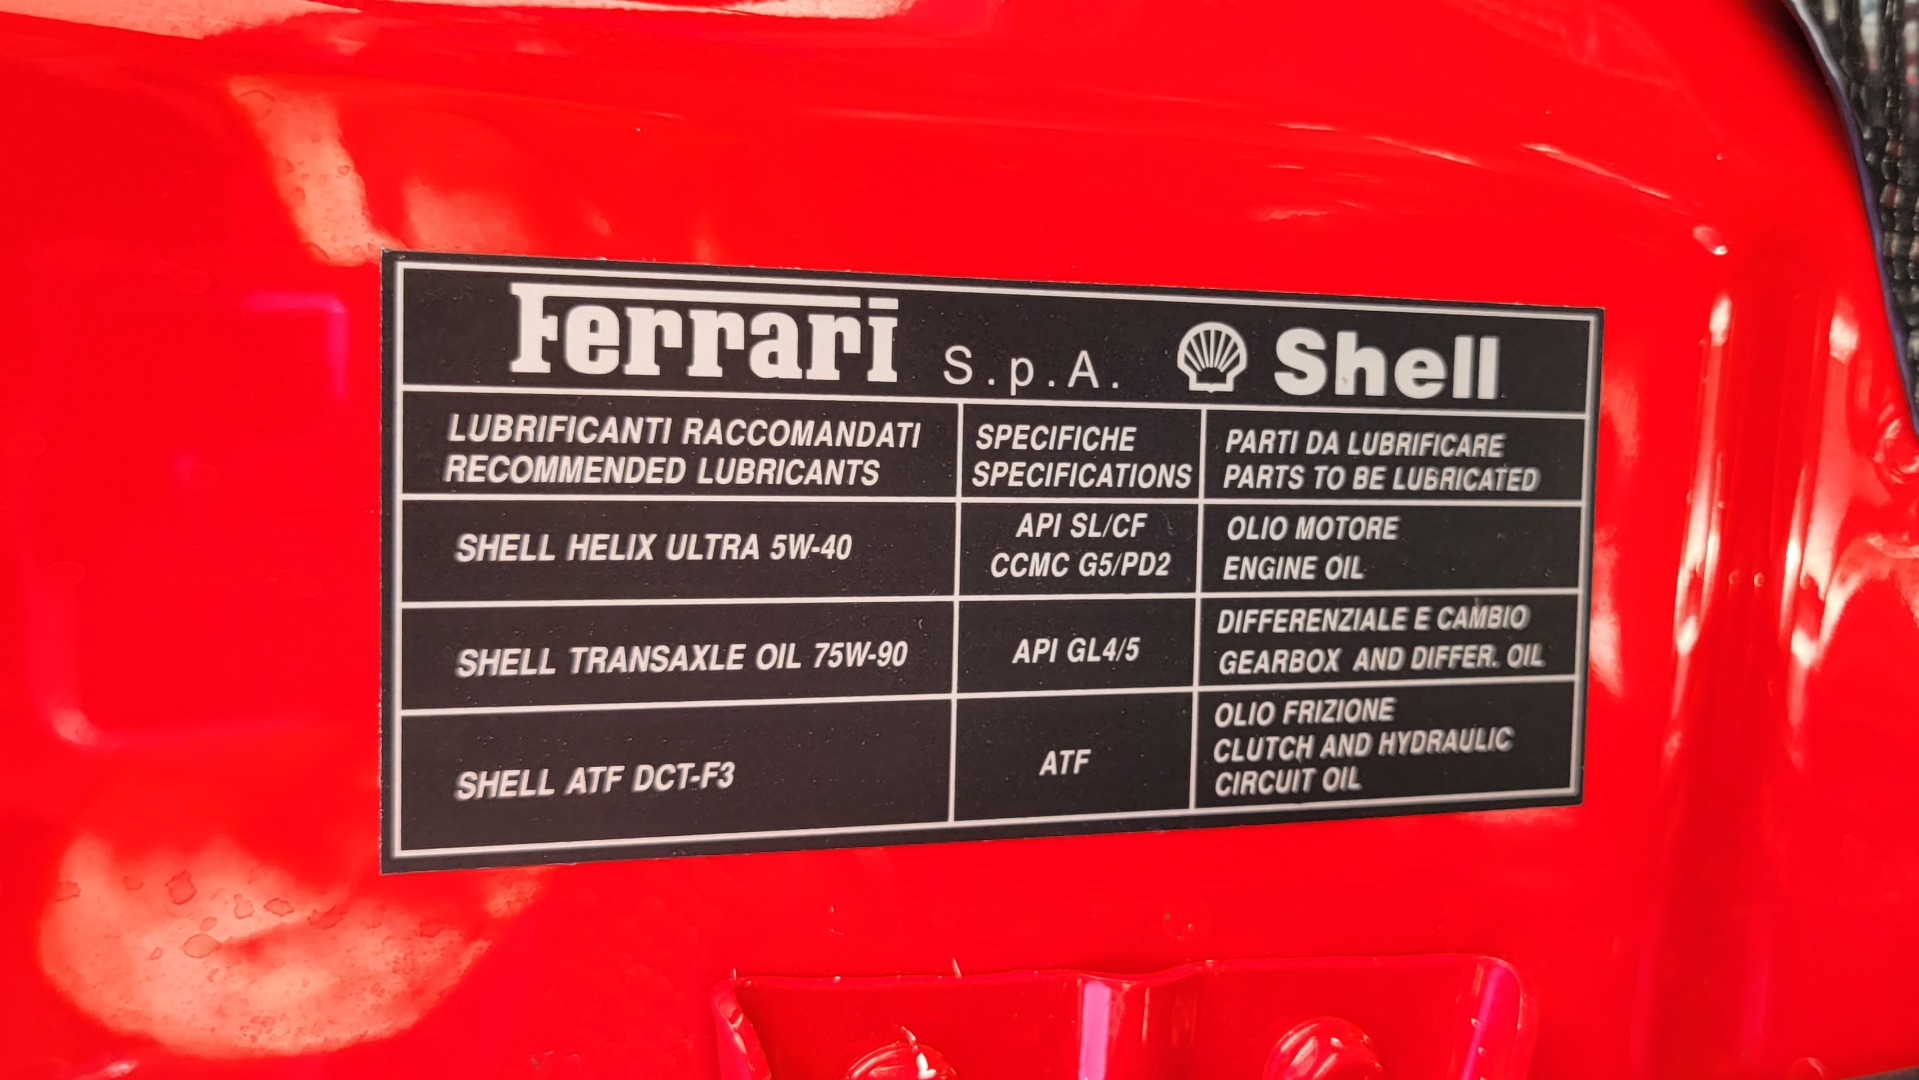 Ferrari S.p.A. Shell
LUBRIFICANTI RACCOMANDATI
RECOMMENDED LUBRICANTS
SPECIFICHE
SPECIFICATIONS
PARTI DA LUBRIFICARE
PARTS TO BE LUBRICATED
SHELL HELIX ULTRA 5W-40
API SL/CF
CCMC G5/PD2
OLIO MOTORE
ENGINE OIL
SHELL TRANSAXLE OIL 75W-90
API GL4/5
DIFFERENZIALE E CAMBIO
GEARBOX AND DIFFER. OIL
SHELL ATF DCT-F3
ATF
OLIO FRIZIONE
CLUTCH AND HYDRAULIC
CIRCUIT OIL